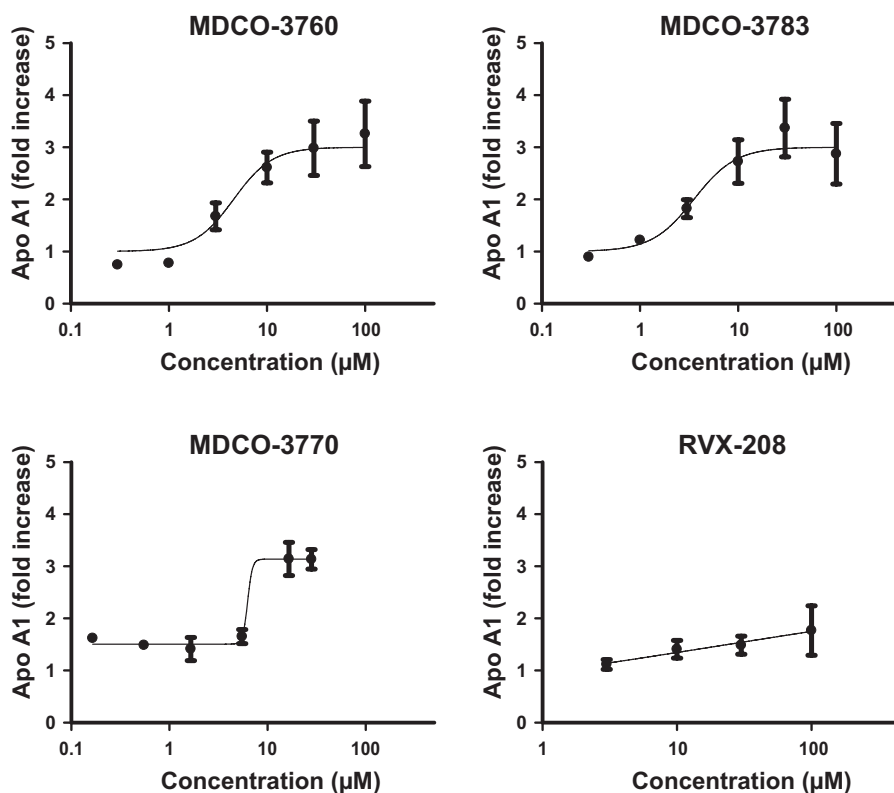 MDCO-3760
5
4
3
2
1
0
Apo A1 (fold increase)
0.1 1 10 100
Concentration (µM)
MDCO-3783
5
4
3
2
1
0
Apo A1 (fold increase)
0.1 1 10 100
Concentration (µM)
MDCO-3770
5
4
3
2
1
0
Apo A1 (fold increase)
0.1 1 10 100
Concentration (µM)
RVX-208
5
4
3
2
1
0
Apo A1 (fold increase)
1 10 100
Concentration (µM)